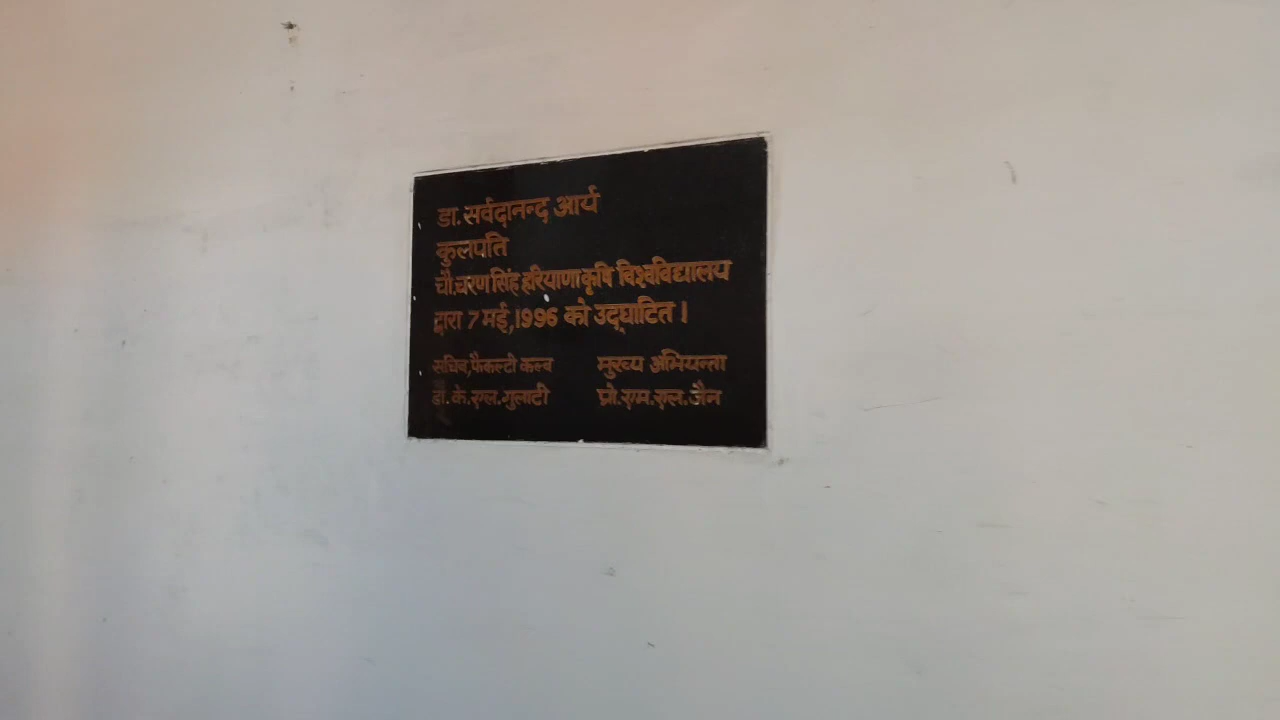 डा. सर्वदानन्द आर्य
कुलपति
चौ.चरण सिंह हरियाणा कृषि विश्वविद्यालय
द्वारा 7 मई,1996 को उद्घाटित ।
सचिव,फैकल्टी कल्ब मुख्य अभियन्ता
डा. के. एल. गुलाटी प्रो. एम. एल. जैन